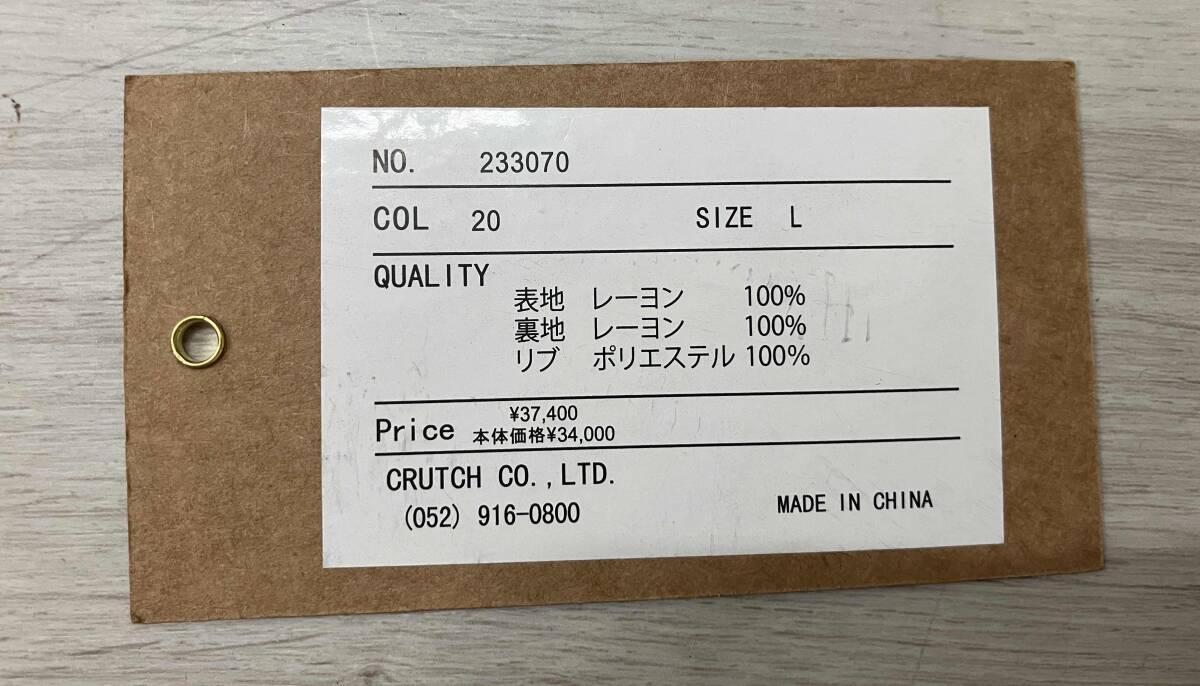 NO. 233070
COL 20 SIZE L
QUALITY
表地 レーヨン 100%
裏地 レーヨン 100%
リブ ポリエステル 100%
¥37,400
Price 本体価格¥34,000
CRUTCH CO.,LTD.
(052) 916-0800
MADE IN CHINA